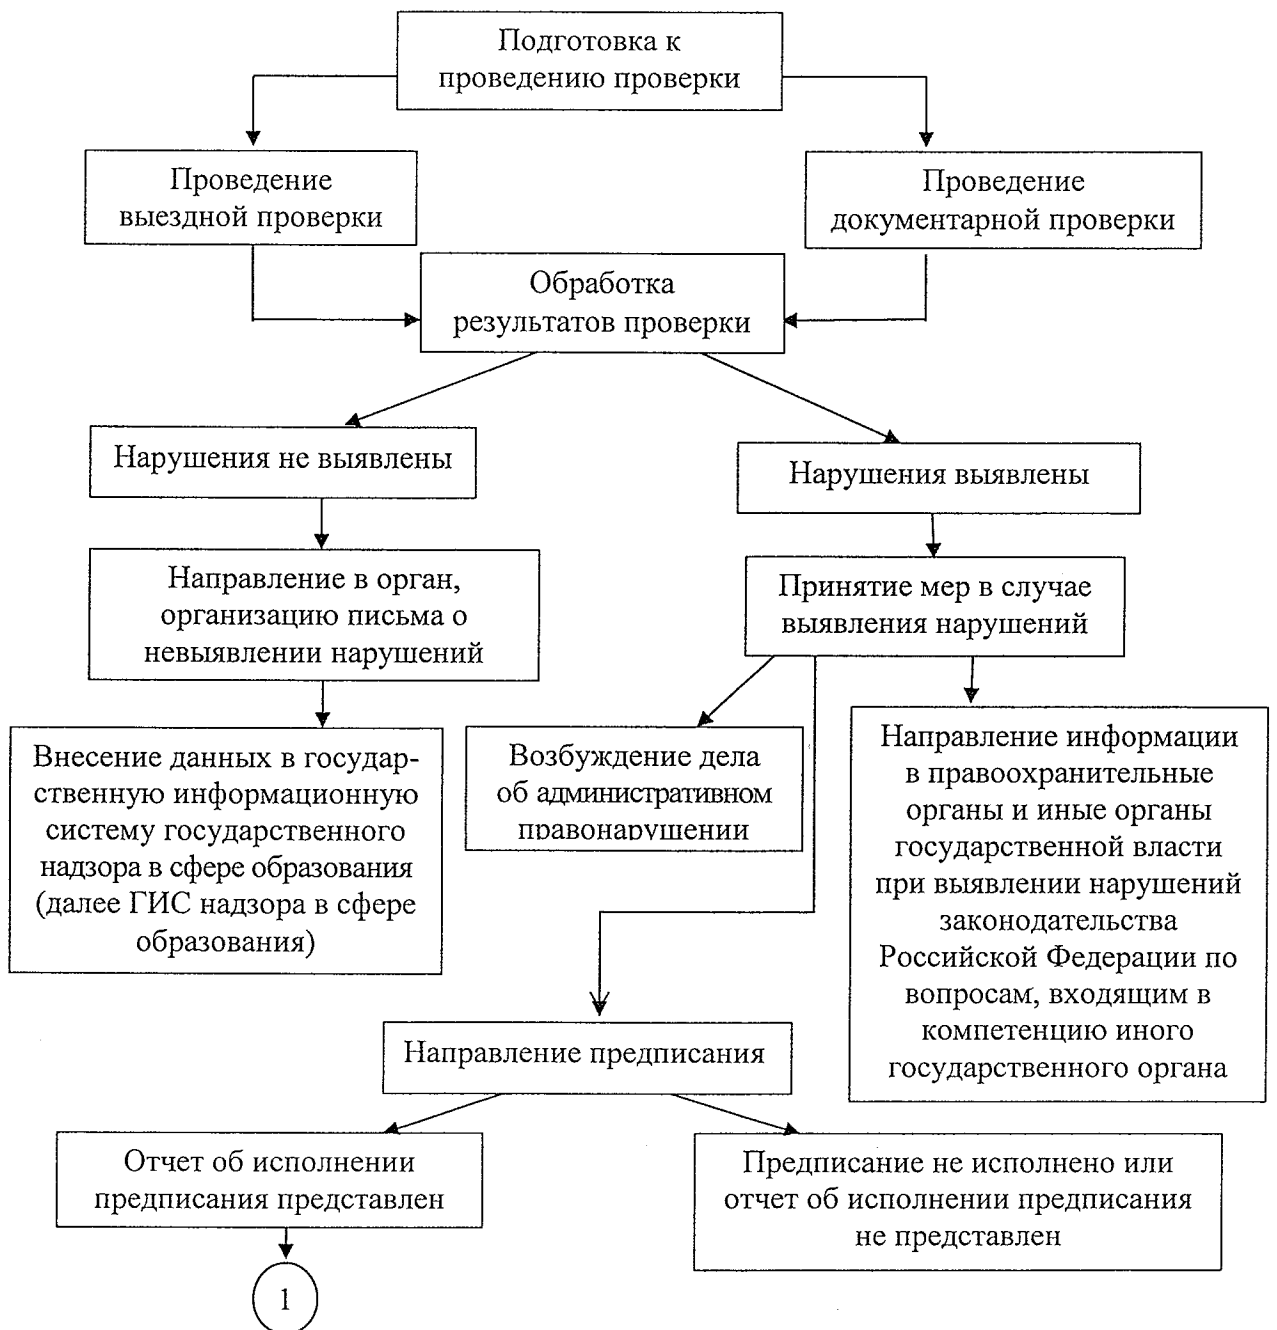 Подготовка к
проведению проверки
Проведение
выездной проверки
Проведение
документарной проверки
Обработка
результатов проверки
Нарушения не выявлены
Нарушения выявлены
Направление в орган,
организацию письма о
невыявлении нарушений
Принятие мер в случае
выявления нарушений
Внесение данных в государ-
ственную информационную
систему государственного
надзора в сфере образования
(далее ГИС надзора в сфере
образования)
Возбуждение дела
об административном
правонарушении
Направление информации
в правоохранительные
органы и иные органы
государственной власти
при выявлении нарушений
законодательства
Российской Федерации по
вопросам, входящим в
компетенцию иного
государственного органа
Направление предписания
Отчет об исполнении
предписания представлен
Предписание не исполнено или
отчет об исполнении предписания
не представлен
1